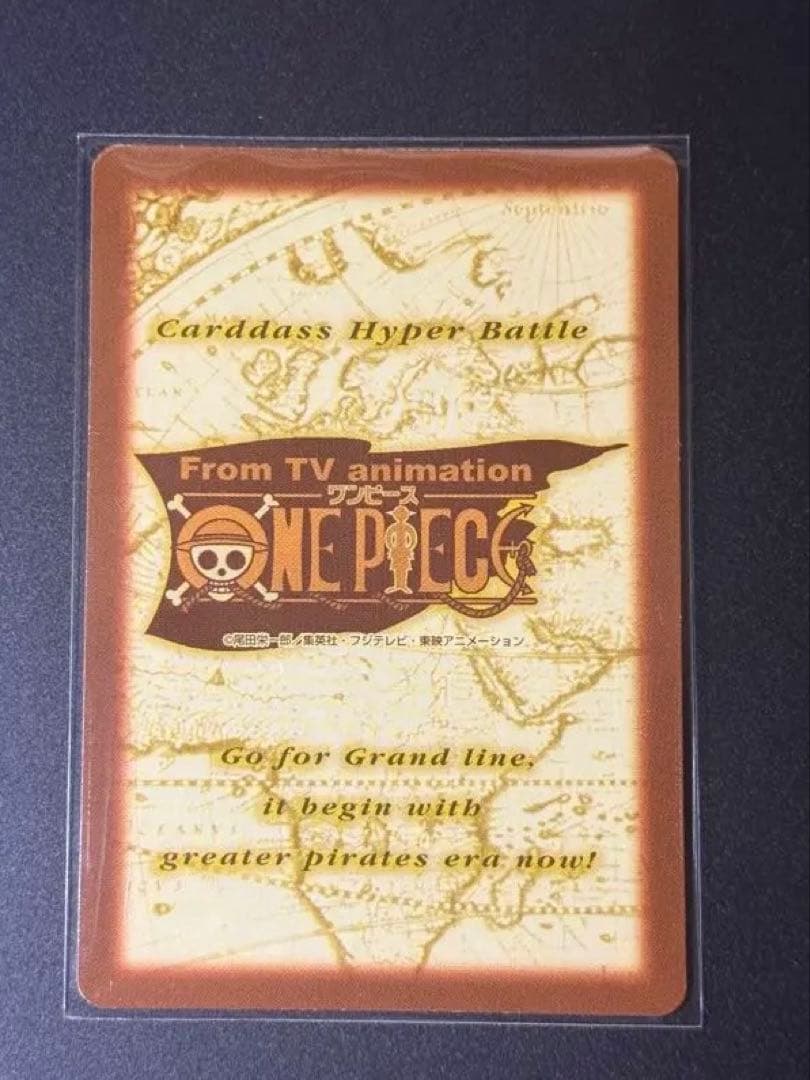 Septentrio
Carddass Hyper Battle
From TV animation
ワンピース
ONE PIECE
©尾田栄一郎/集英社・フジテレビ・東映アニメーション
Go for Grand line,
it begin with
greater pirates era now!